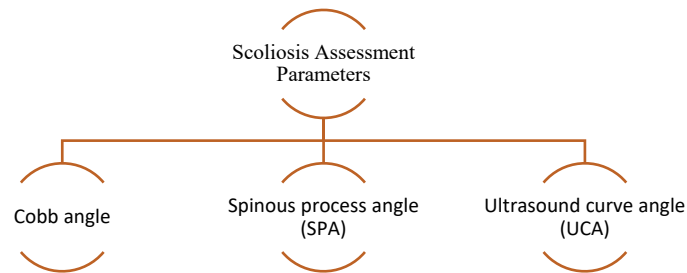 Scoliosis Assessment
Parameters
Cobb angle
Spinous process angle
(SPA)
Ultrasound curve angle
(UCA)